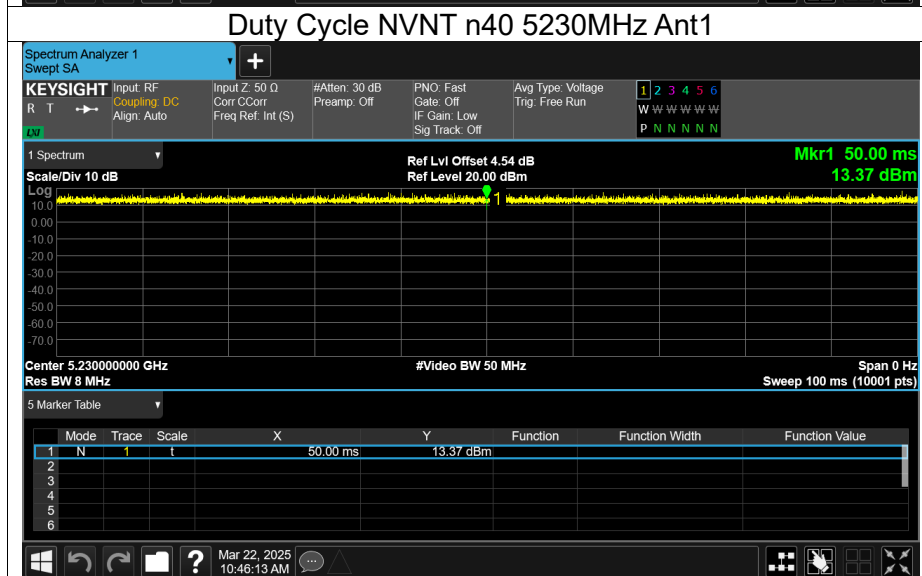 Duty Cycle NVNT n40 5230MHz Ant1
Spectrum Analyzer 1
Swept SA
+
KEYSIGHT
R T
LXI
Input: RF
Coupling: DC
Align: Auto
Input Z: 50 Ω
Corr CCorr
Freq Ref: Int (S)
#Atten: 30 dB
Preamp: Off
PNO: Fast
Gate: Off
IF Gain: Low
Sig Track: Off
Avg Type: Voltage
Trig: Free Run
1 2 3 4 5 6
W W W W W W
P N N N N N
1 Spectrum
Scale/Div 10 dB
Ref Lvl Offset 4.54 dB
Ref Level 20.00 dBm
Mkr1 50.00 ms
13.37 dBm
Log
10.0
0.00
-10.0
-20.0
-30.0
-40.0
-50.0
-60.0
-70.0
1
Center 5.230000000 GHz
#Video BW 50 MHz
Span 0 Hz
Res BW 8 MHz
Sweep 100 ms (10001 pts)
5 Marker Table
Mode Trace Scale X Y Function Function Width Function Value
1 N 1 t 50.00 ms 13.37 dBm
2
3
4
5
6
?
Mar 22, 2025
10:46:13 AM